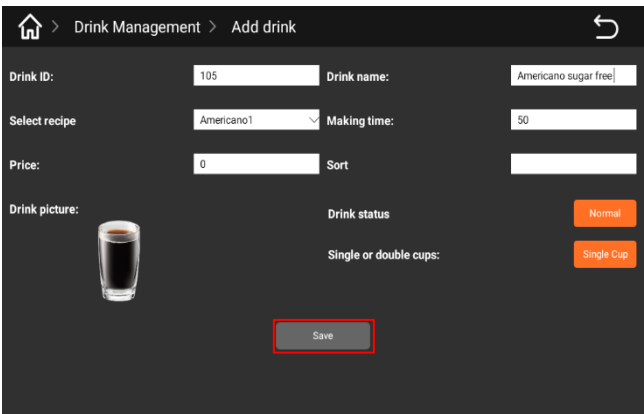 > Drink Management > Add drink
Drink ID: 105 Drink name: Americano sugar free
Select recipe Americano1 Making time: 50
Price: 0 Sort
Drink picture: Drink status Normal
Single or double cups: Single Cup
Save